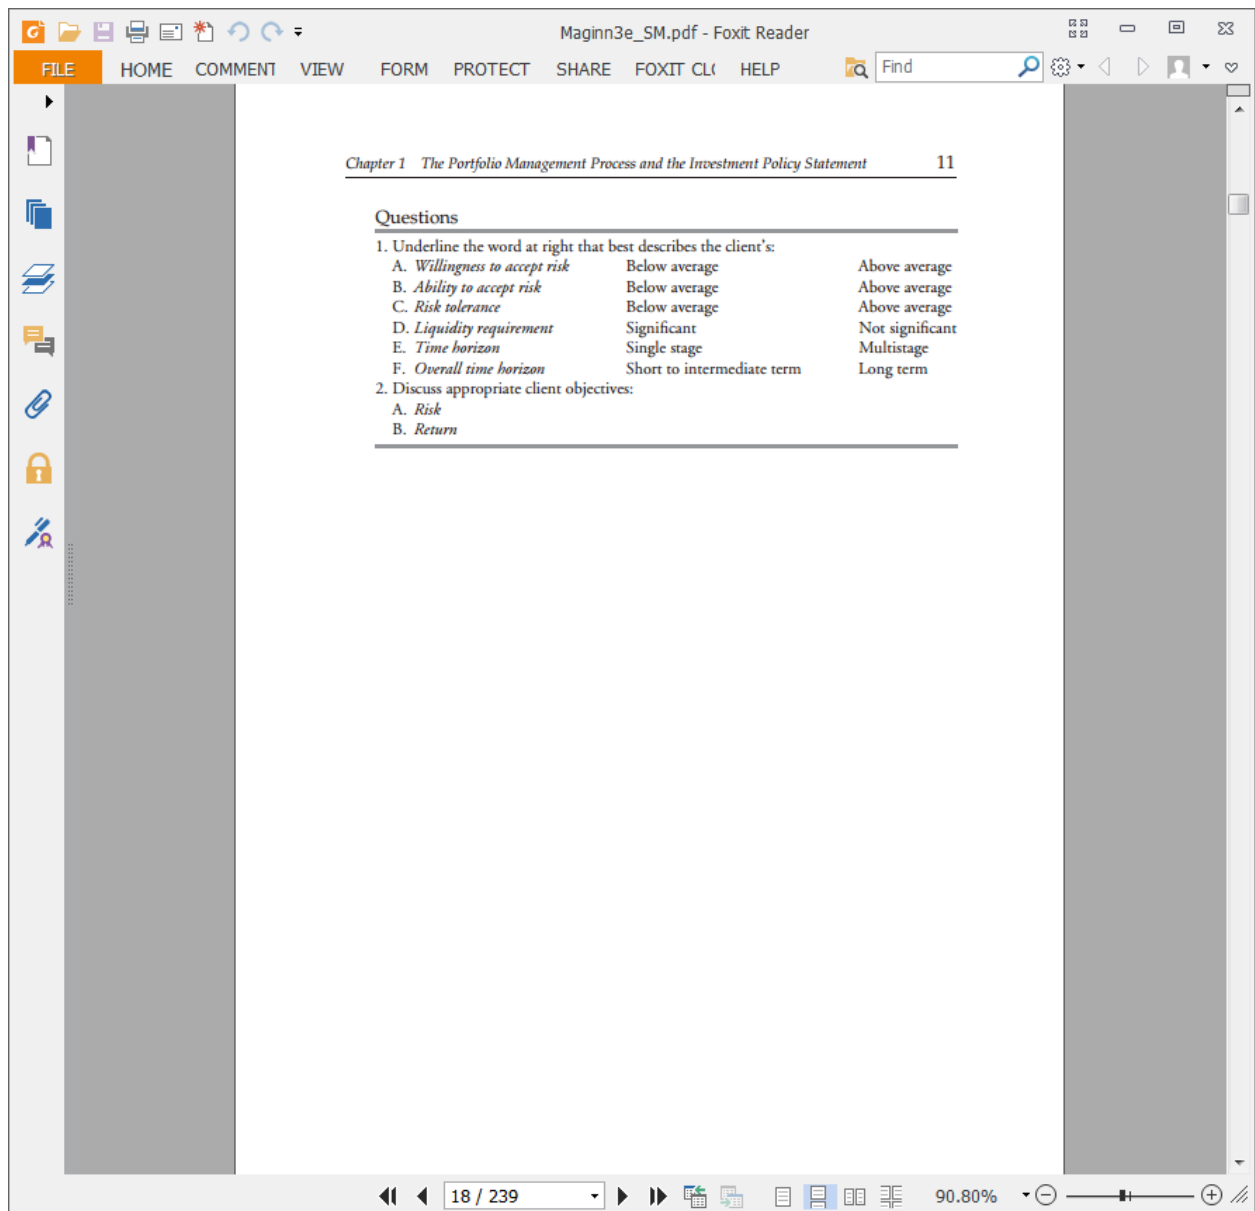 Maginn3e_SM.pdf - Foxit Reader
FILE HOME COMMENT VIEW FORM PROTECT SHARE FOXIT CL HELP Find
Chapter 1 The Portfolio Management Process and the Investment Policy Statement 11
Questions
1. Underline the word at right that best describes the client's:
A. Willingness to accept risk Below average Above average
B. Ability to accept risk Below average Above average
C. Risk tolerance Below average Above average
D. Liquidity requirement Significant Not significant
E. Time horizon Single stage Multistage
F. Overall time horizon Short to intermediate term Long term
2. Discuss appropriate client objectives:
A. Risk
B. Return
18 / 239 90.80%